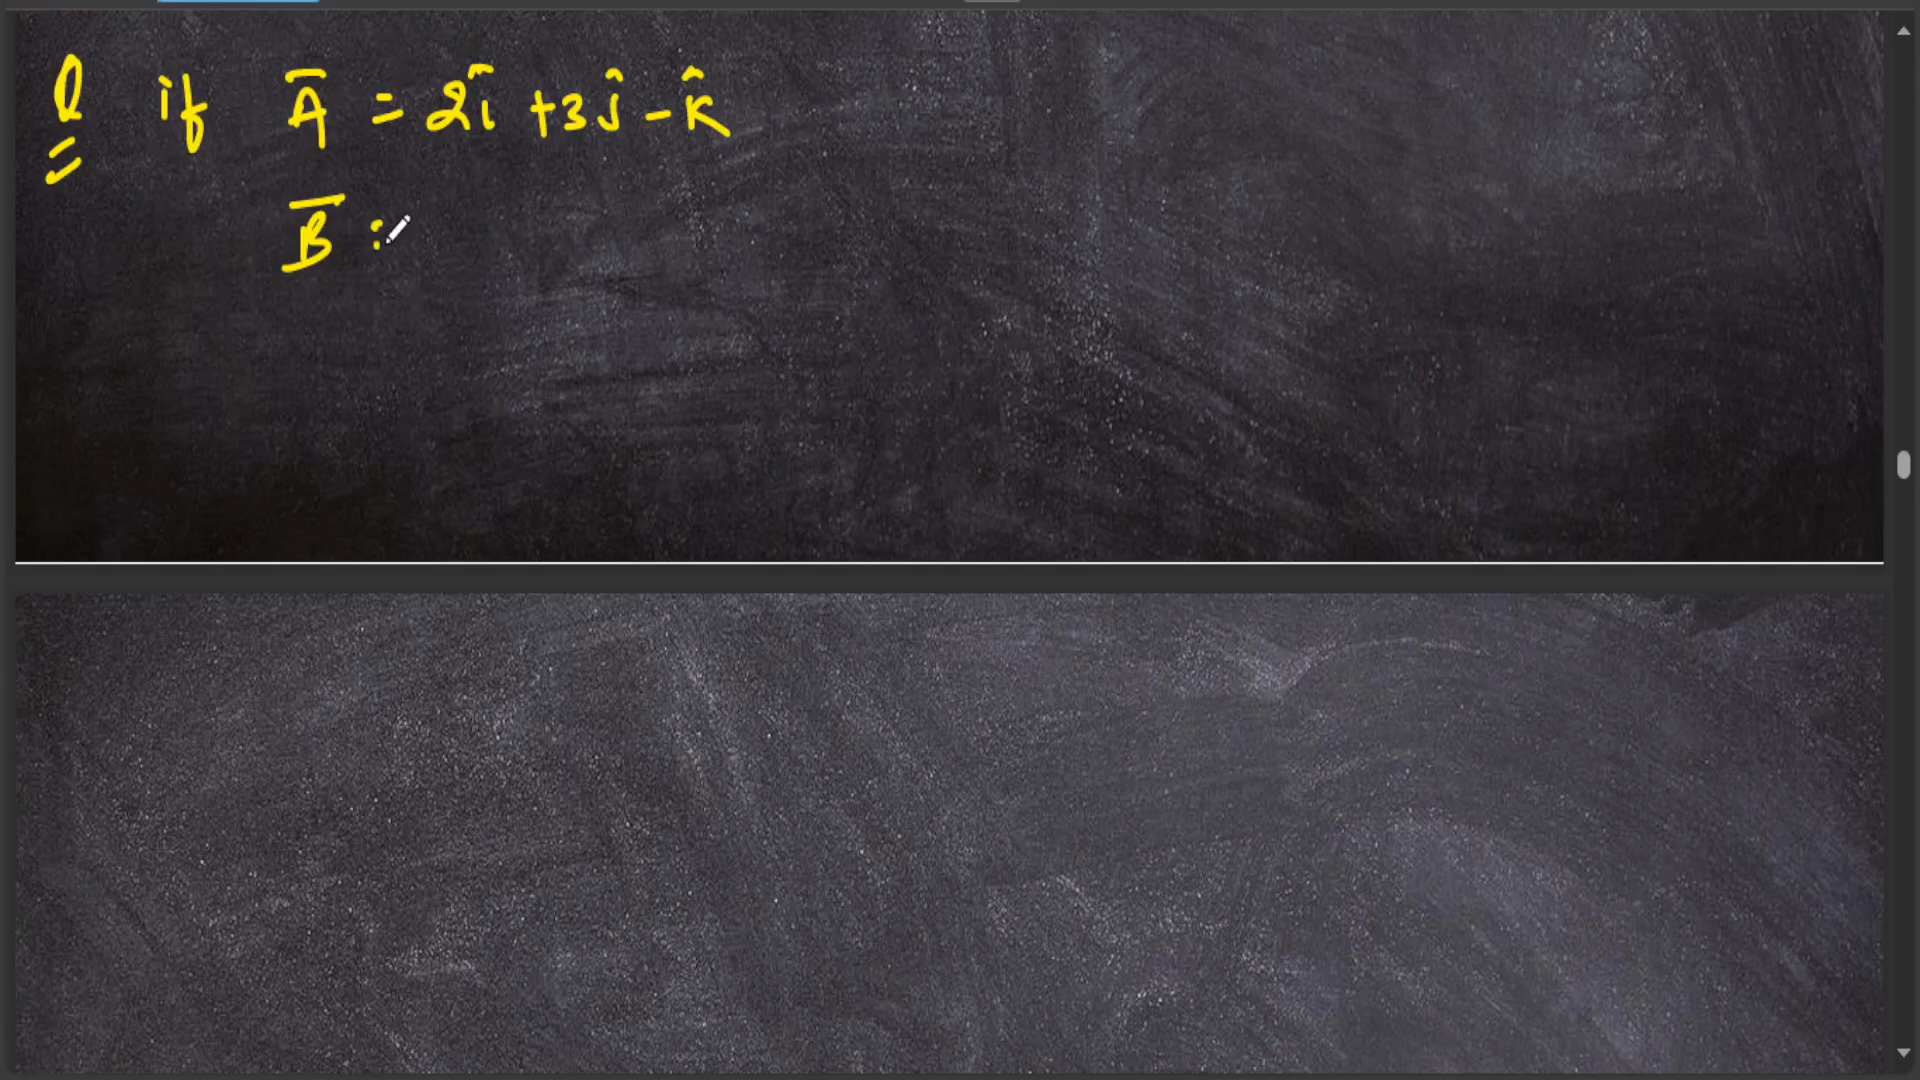 Q if A̅ = 2î + 3ĵ - k̂
B̅ :